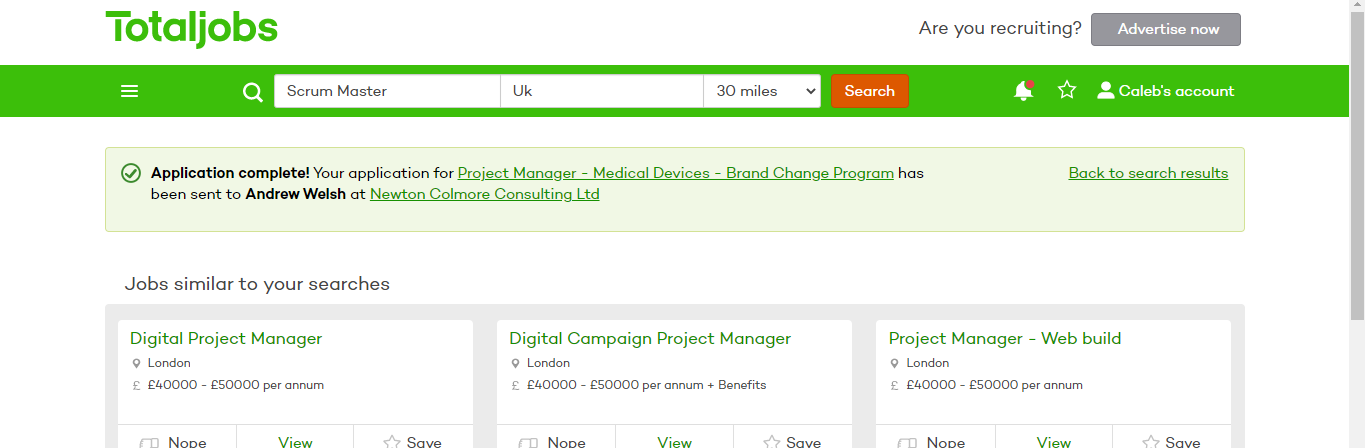 Totaljobs
Are you recruiting? Advertise now
Scrum Master Uk 30 miles Search Caleb's account
Application complete! Your application for Project Manager - Medical Devices - Brand Change Program has Back to search results
been sent to Andrew Welsh at Newton Colmore Consulting Ltd
Jobs similar to your searches
Digital Project Manager Digital Campaign Project Manager Project Manager - Web build
London London London
£ £40000 - £50000 per annum £ £40000 - £50000 per annum + Benefits £ £40000 - £50000 per annum
Nope View Save Nope View Save Nope View Save